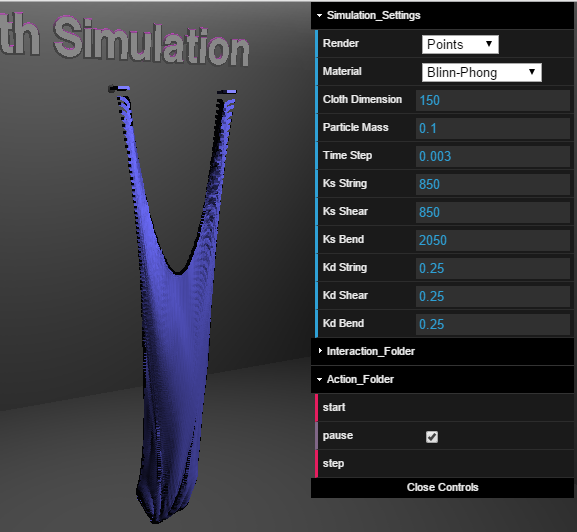 th Simulation
Simulation_Settings
Render Points
Material Blinn-Phong
Cloth Dimension 150
Particle Mass 0.1
Time Step 0.003
Ks String 850
Ks Shear 850
Ks Bend 2050
Kd String 0.25
Kd Shear 0.25
Kd Bend 0.25
Interaction_Folder
Action_Folder
start
pause
step
Close Controls